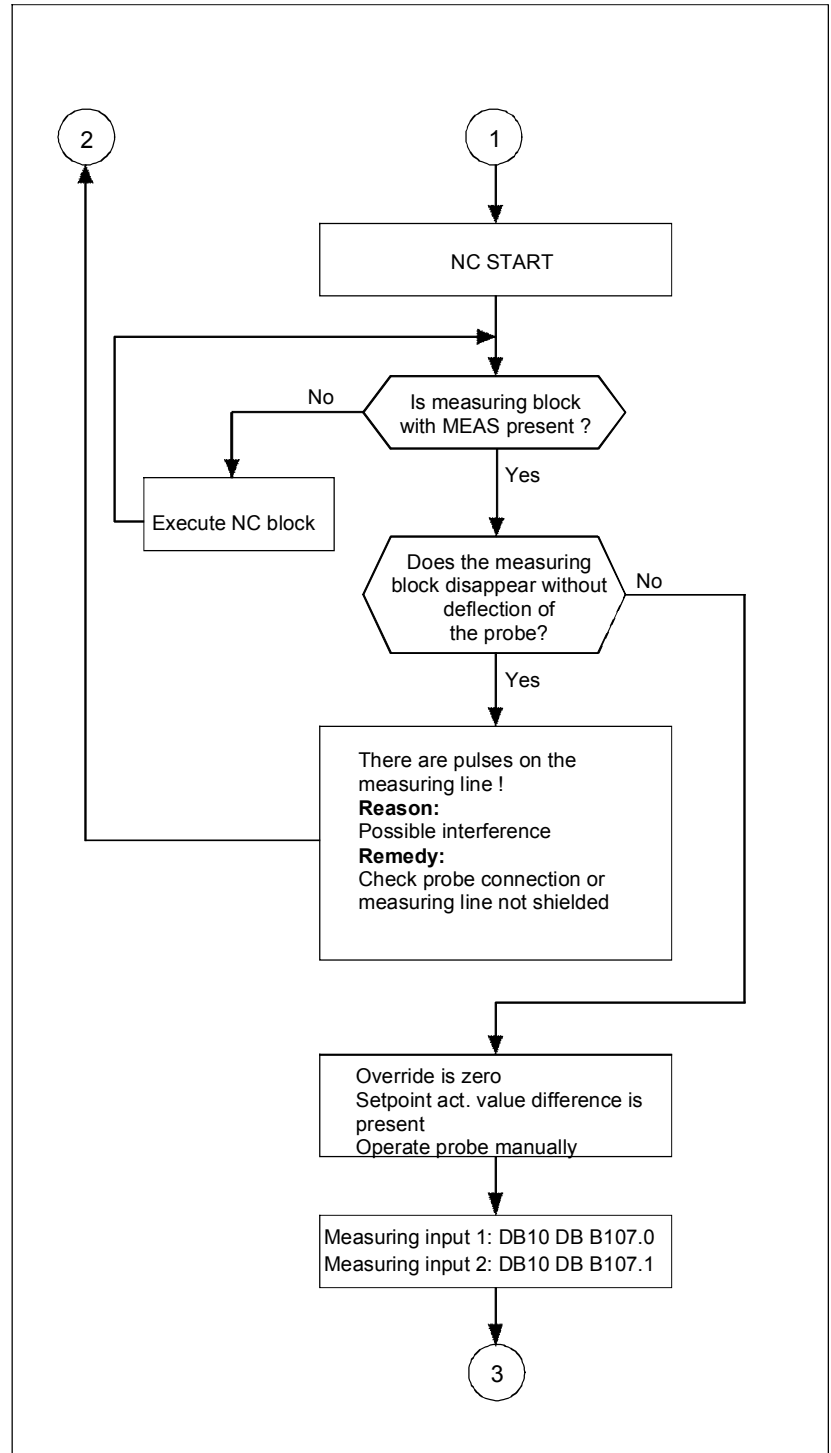 2
1
NC START
No
Is measuring block
with MEAS present ?
Yes
Execute NC block
Does the measuring
block disappear without
deflection of
the probe?
No
Yes
There are pulses on the
measuring line !
Reason:
Possible interference
Remedy:
Check probe connection or
measuring line not shielded
Override is zero
Setpoint act. value difference is
present
Operate probe manually
Measuring input 1: DB10 DB B107.0
Measuring input 2: DB10 DB B107.1
3